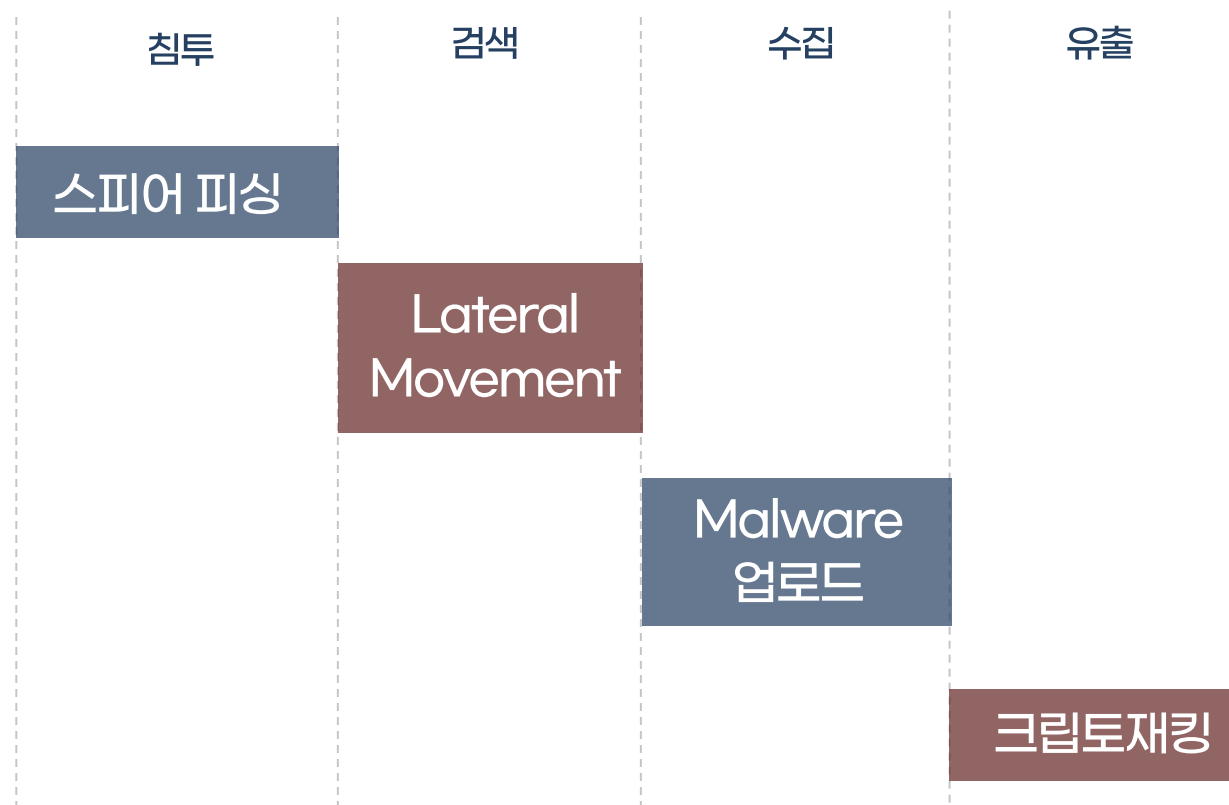 침투
검색
수집
유출
스피어 피싱
Lateral
Movement
Malware
업로드
크립토재킹